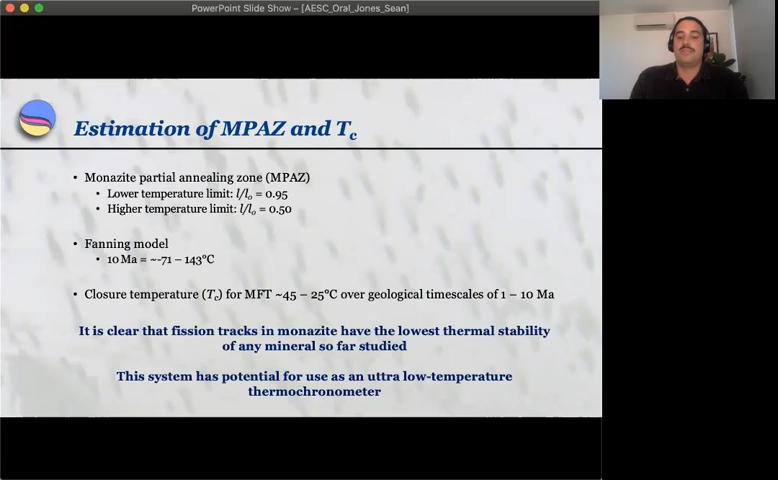 PowerPoint Slide Show – [AESC_Oral_Jones_Sean]
Estimation of MPAZ and Tc
• Monazite partial annealing zone (MPAZ)
• Lower temperature limit: l/lo = 0.95
• Higher temperature limit: l/lo = 0.50
• Fanning model
• 10 Ma = ~-71 – 143°C
• Closure temperature (Tc) for MFT ~45 – 25°C over geological timescales of 1 – 10 Ma
It is clear that fission tracks in monazite have the lowest thermal stability
of any mineral so far studied
This system has potential for use as an uttra low-temperature
thermochronometer